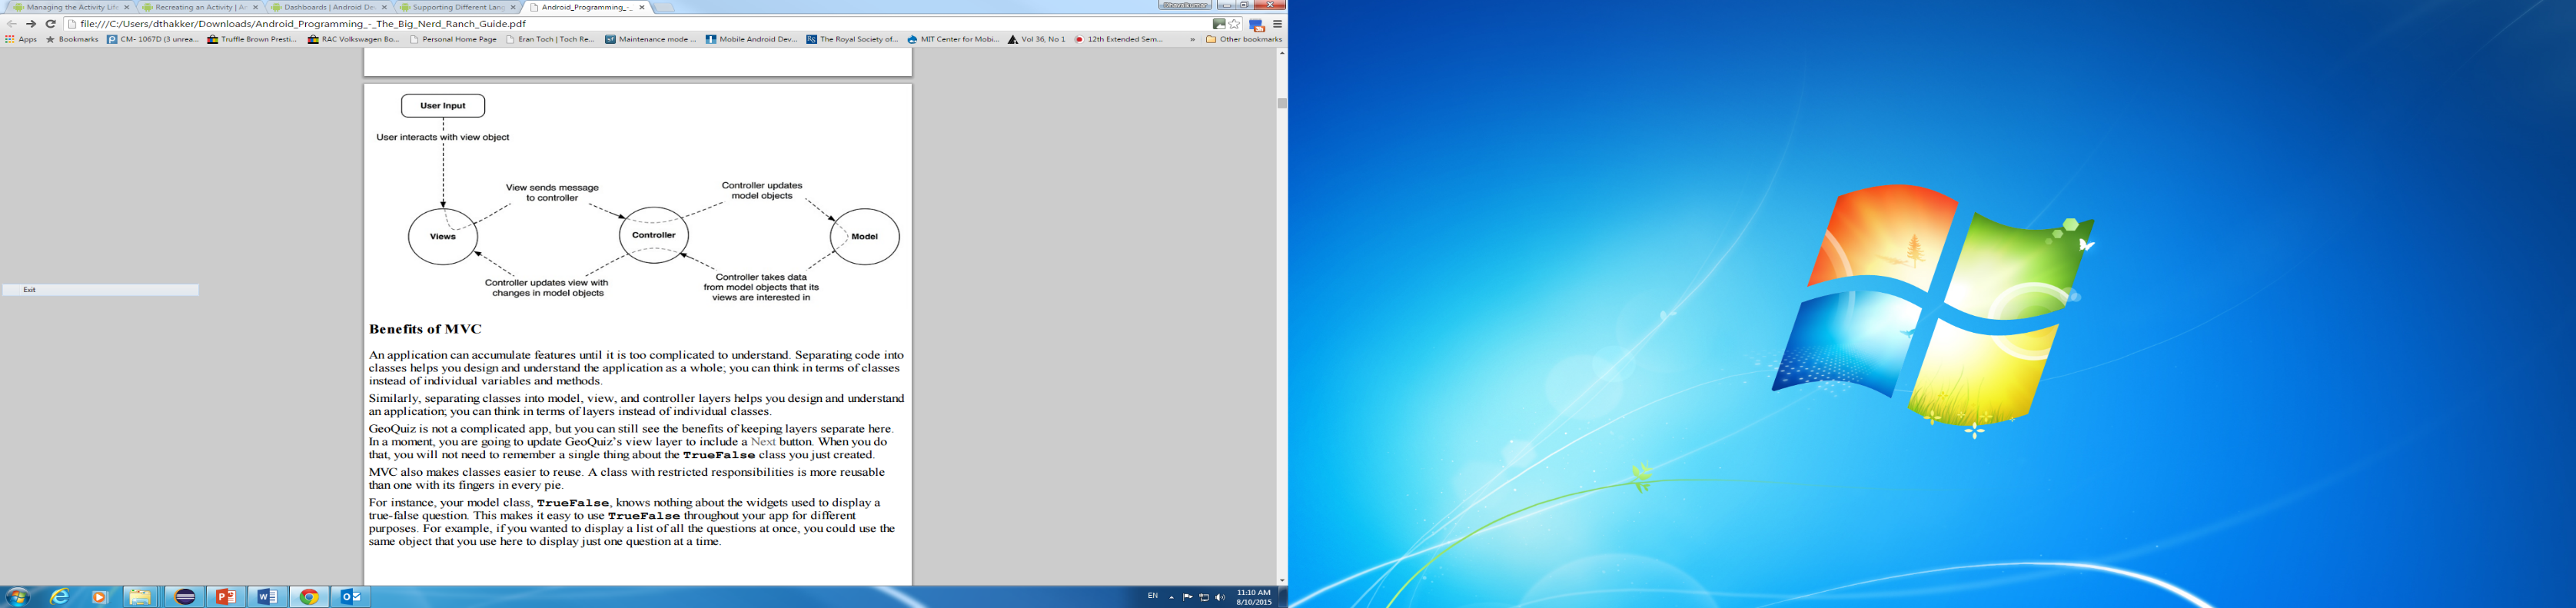 Managing the Activity Life
Recreating an Activity | An
Dashboards | Android Dev
Supporting Different Lang
Android_Programming_-_
file:///C:/Users/dthakker/Downloads/Android_Programming_-_The_Big_Nerd_Ranch_Guide.pdf
Apps Bookmarks CM- 1067D (3 unrea... Truffle Brown Presti... RAC Volkswagen Bo... Personal Home Page Eran Toch | Toch Re... Maintenance mode ... Mobile Android Dev... The Royal Society of... MIT Center for Mobi... Vol 36, No 1 12th Extended Sem... » Other bookmarks
User Input
User interacts with view object
View sends message
to controller
Controller updates
model objects
Views
Controller
Model
Controller updates view with
changes in model objects
Controller takes data
from model objects that its
views are interested in
Exit
Benefits of MVC
An application can accumulate features until it is too complicated to understand. Separating code into
classes helps you design and understand the application as a whole; you can think in terms of classes
instead of individual variables and methods.
Similarly, separating classes into model, view, and controller layers helps you design and understand
an application; you can think in terms of layers instead of individual classes.
GeoQuiz is not a complicated app, but you can still see the benefits of keeping layers separate here.
In a moment, you are going to update GeoQuiz's view layer to include a Next button. When you do
that, you will not need to remember a single thing about the TrueFalse class you just created.
MVC also makes classes easier to reuse. A class with restricted responsibilities is more reusable
than one with its fingers in every pie.
For instance, your model class, TrueFalse, knows nothing about the widgets used to display a
true-false question. This makes it easy to use TrueFalse throughout your app for different
purposes. For example, if you wanted to display a list of all the questions at once, you could use the
same object that you use here to display just one question at a time.
EN
11:10 AM
8/10/2015